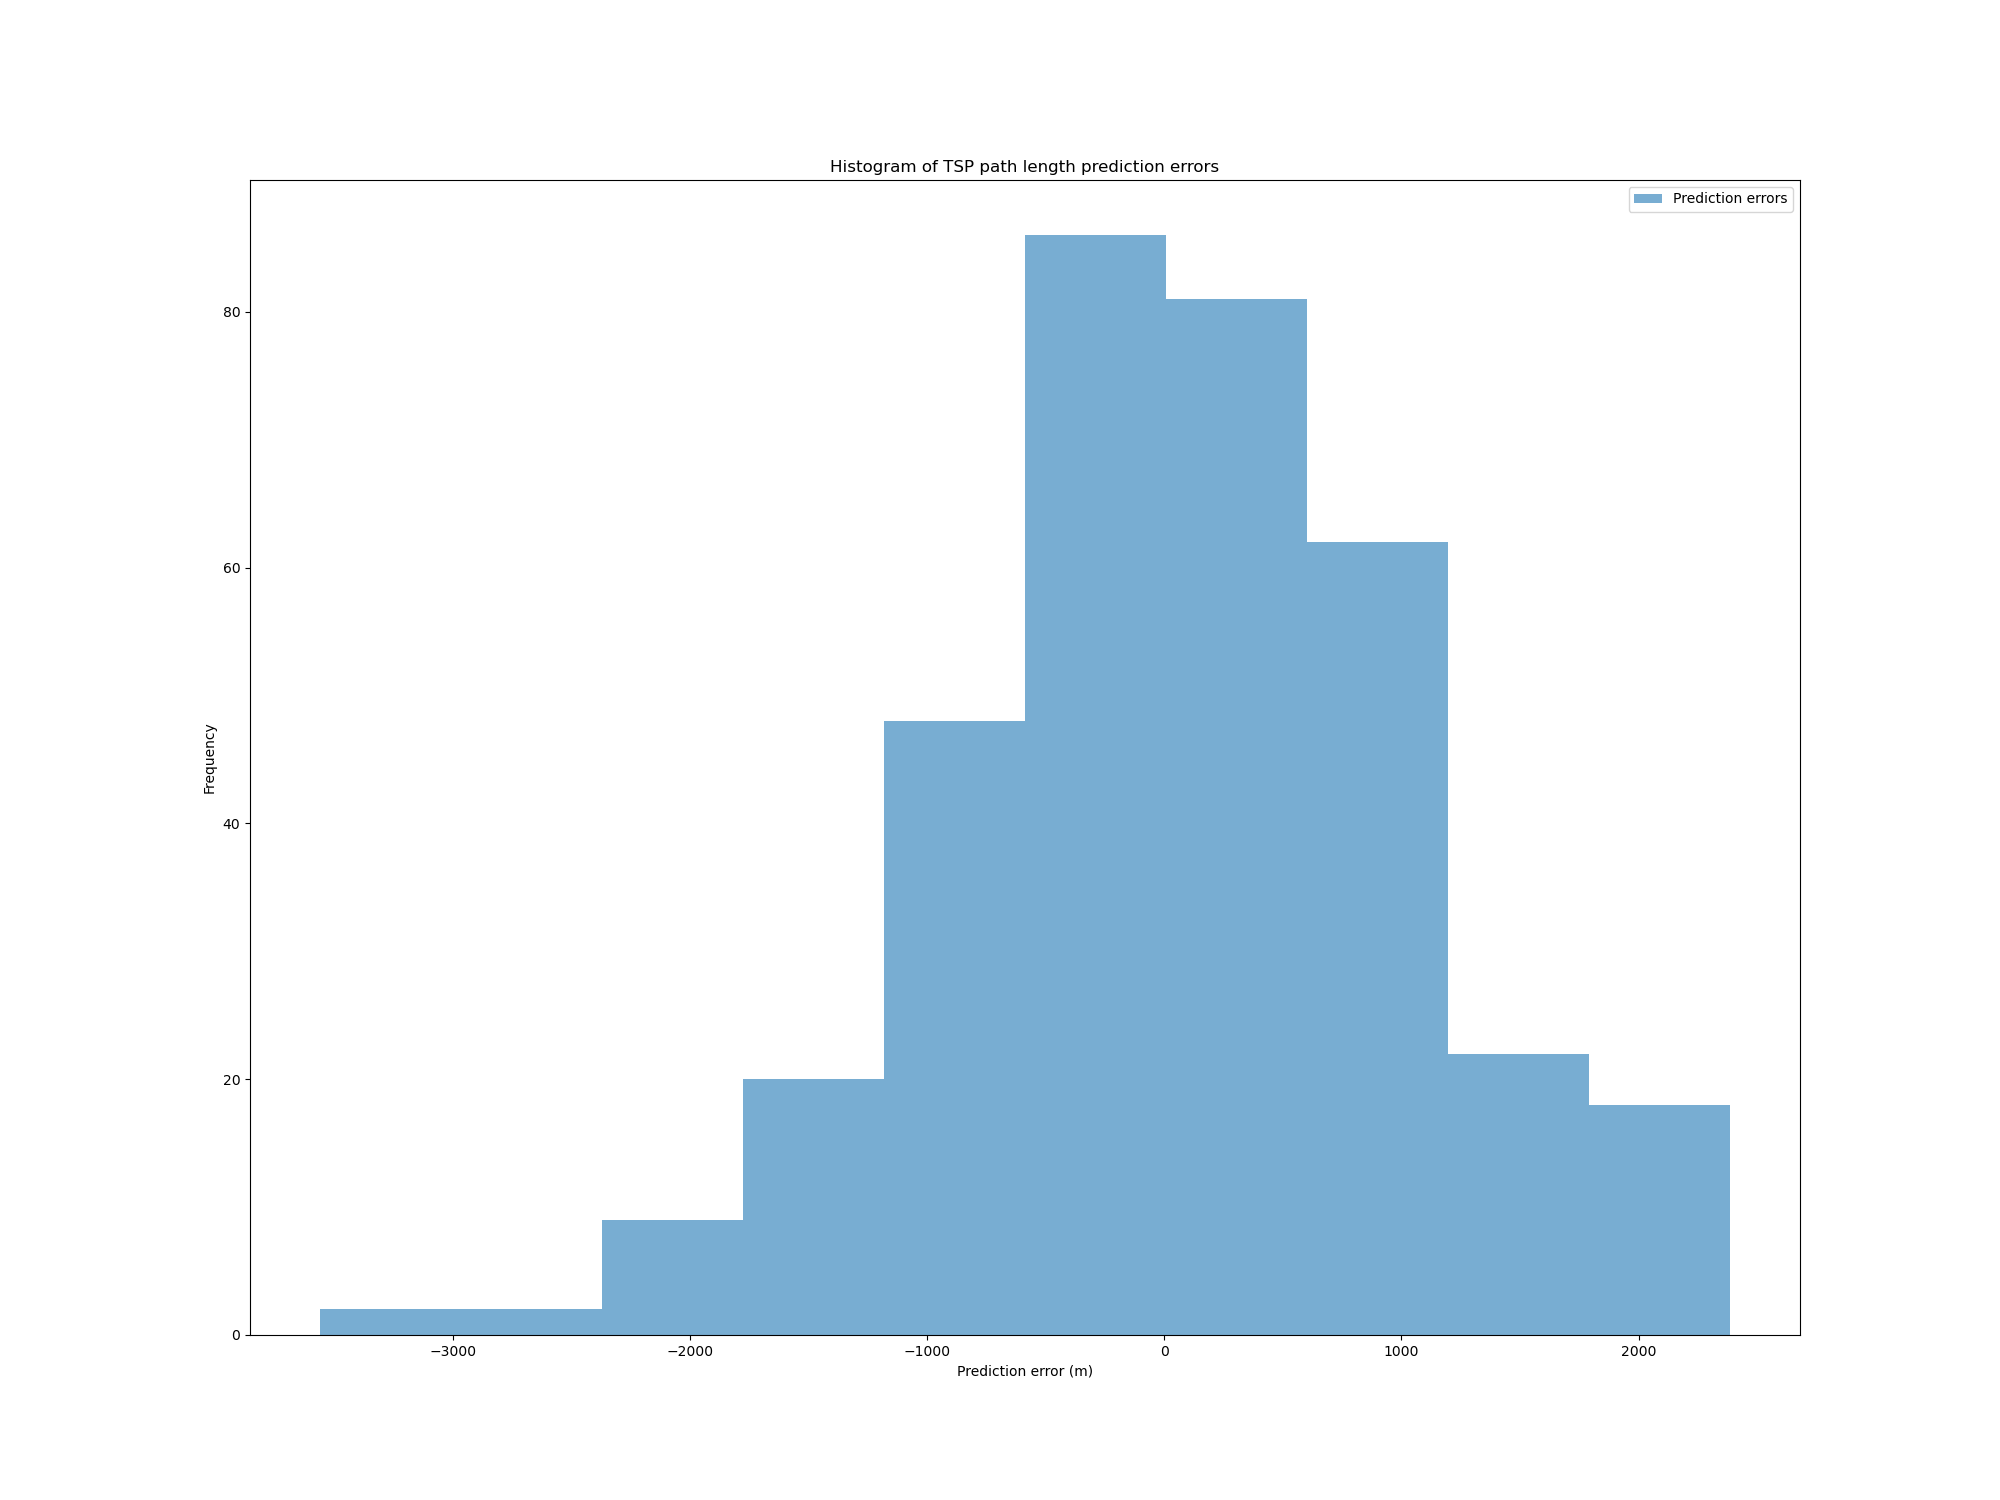 Histogram of TSP path length prediction errors
Prediction errors
80
60
40
20
0
Frequency
−3000
−2000
−1000
0
1000
2000
Prediction error (m)